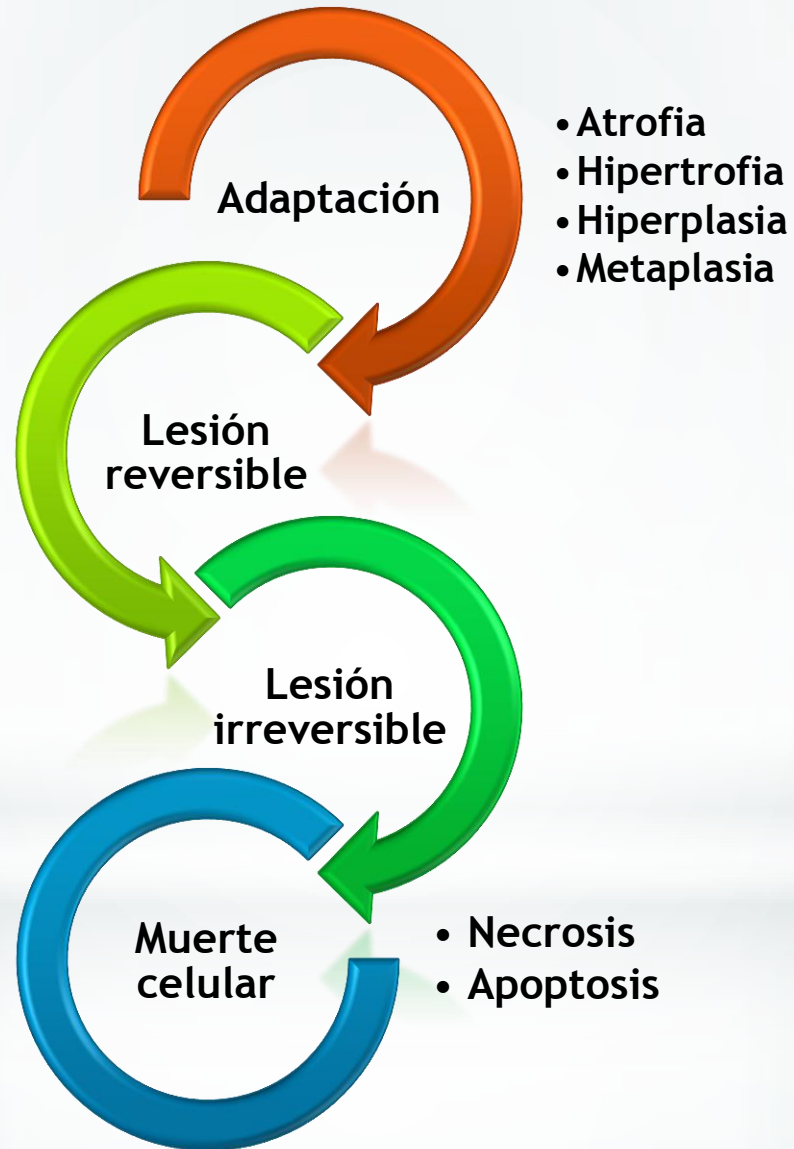 Adaptación
• Atrofia
• Hipertrofia
• Hiperplasia
• Metaplasia
Lesión
reversible
Lesión
irreversible
Muerte
celular
• Necrosis
• Apoptosis